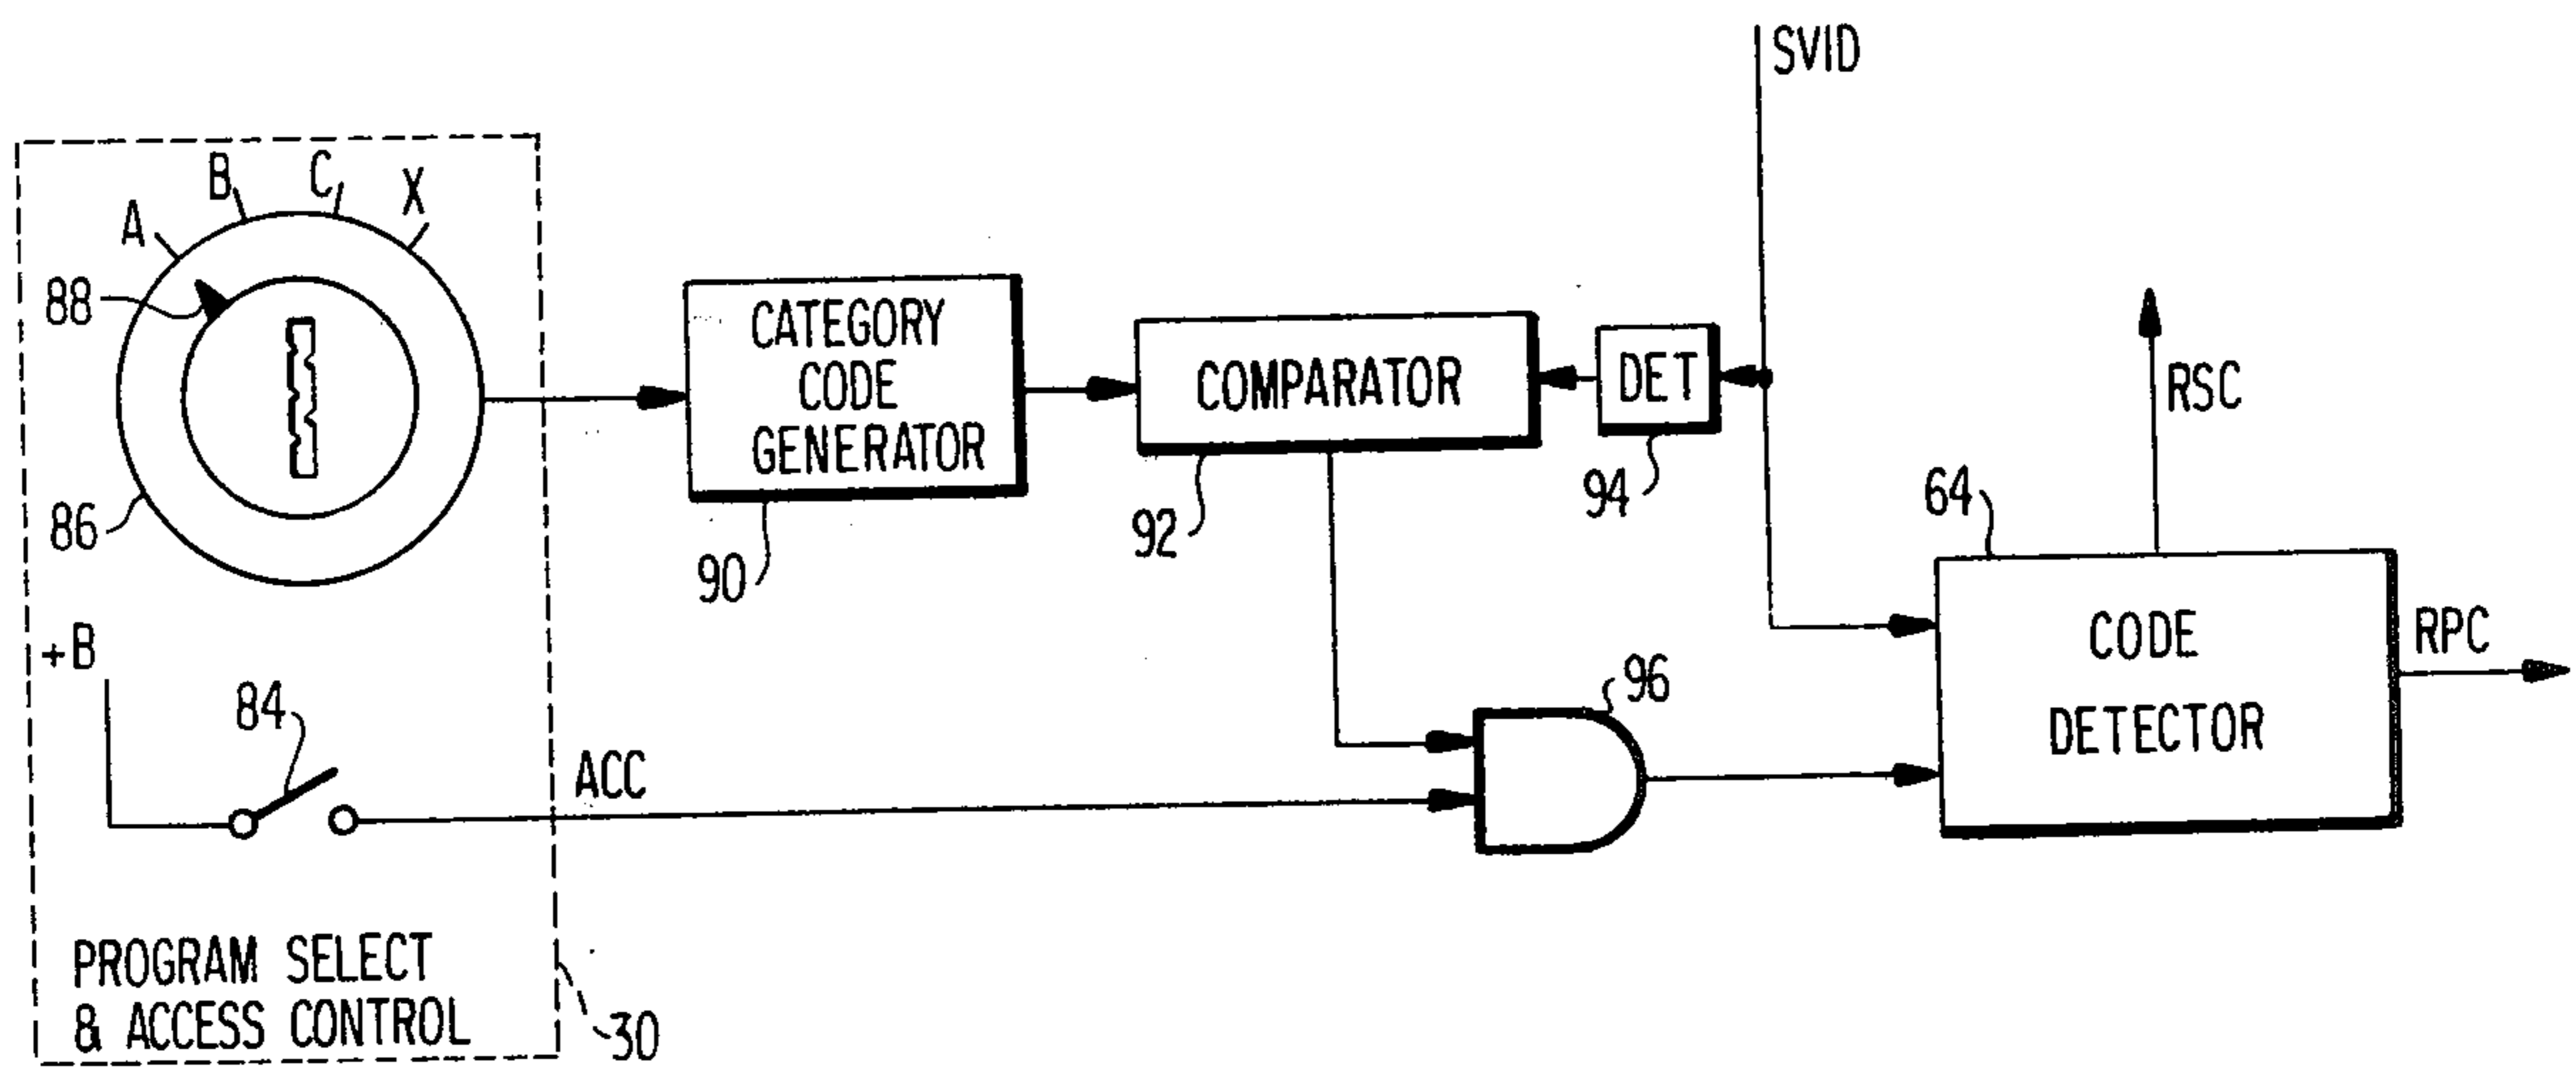 SVID
A
B
C
X
88
86
CATEGORY
CODE
GENERATOR
90
COMPARATOR
92
DET
94
RSC
64
CODE
DETECTOR
RPC
+B
84
ACC
96
PROGRAM SELECT
& ACCESS CONTROL
30